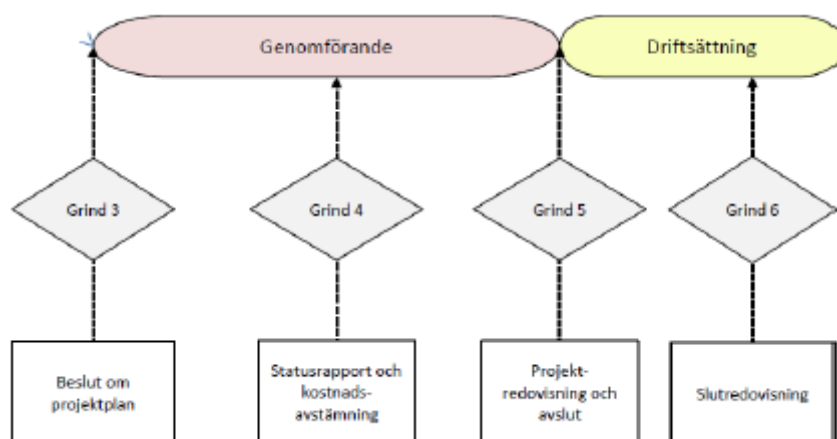 Genomförande
Driftsättning
Grind 3
Grind 4
Grind 5
Grind 6
Beslut om
projektplan
Statusrapport och
kostnads-
avstämning
Projekt-
redovisning och
avslut
Slutredovisning